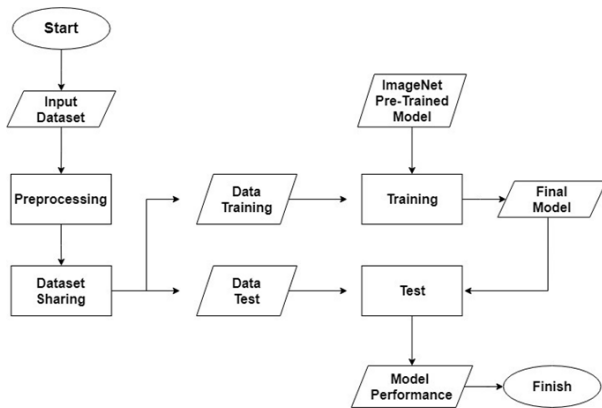 Start
Input
Dataset
Preprocessing
Dataset
Sharing
Data
Training
Data
Test
ImageNet
Pre-Trained
Model
Training
Final
Model
Test
Model
Performance
Finish